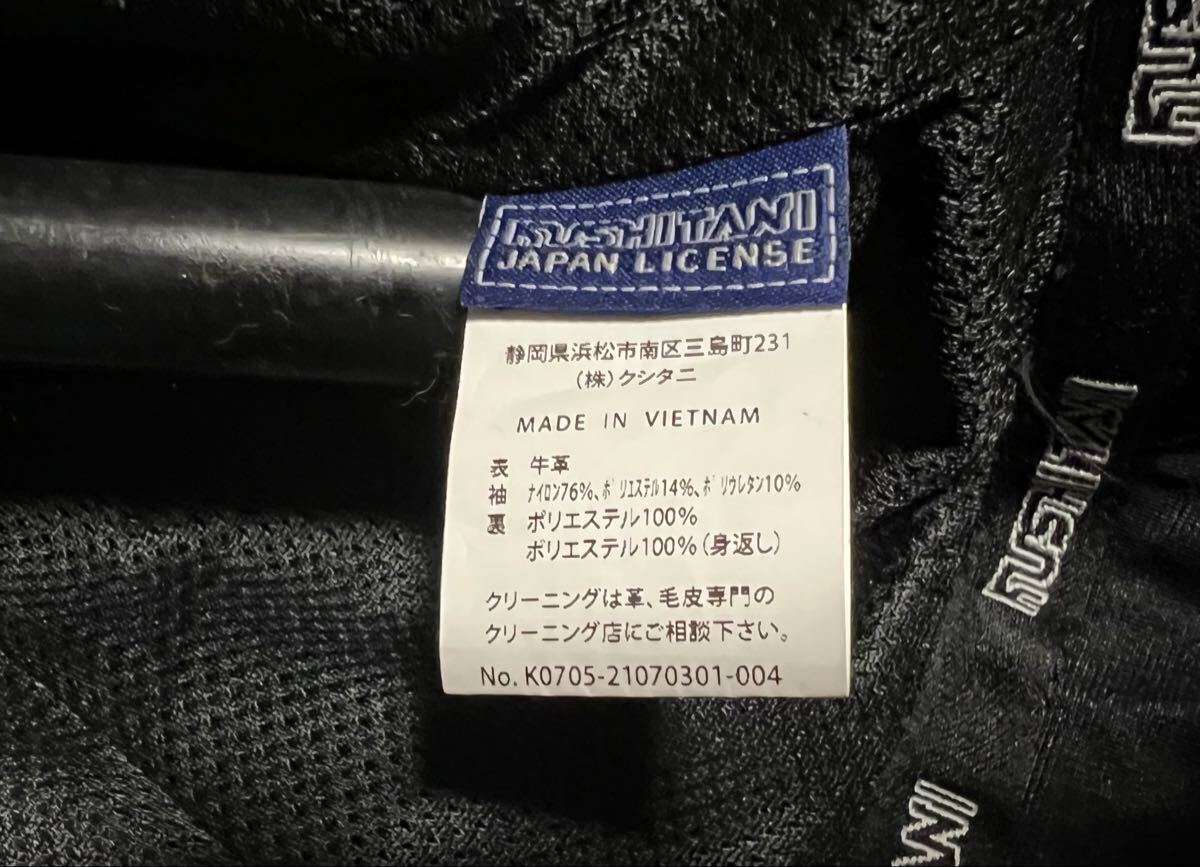 KUSHITANI
JAPAN LICENSE
静岡県浜松市南区三島町231
(株)クシタニ
MADE IN VIETNAM
表 牛革
袖 ﾅｲﾛﾝ76%、ﾎﾟﾘｴｽﾃﾙ14%、ﾎﾟﾘｳﾚﾀﾝ10%
裏 ポリエステル100%
ポリエステル100%(身返し)
クリーニングは革、毛皮専門の
クリーニング店にご相談下さい。
No. K0705-21070301-004
KUSHITANI